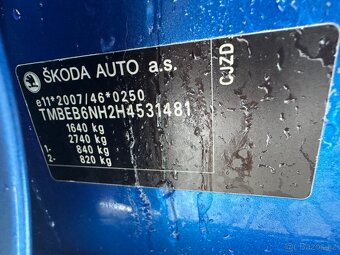 ŠKODA AUTO a.s.
CJZD
e11*2007/46*0250
TMBEB6NH2H4531481
1640 kg
2740 kg
1- 840 kg
2- 820 kg